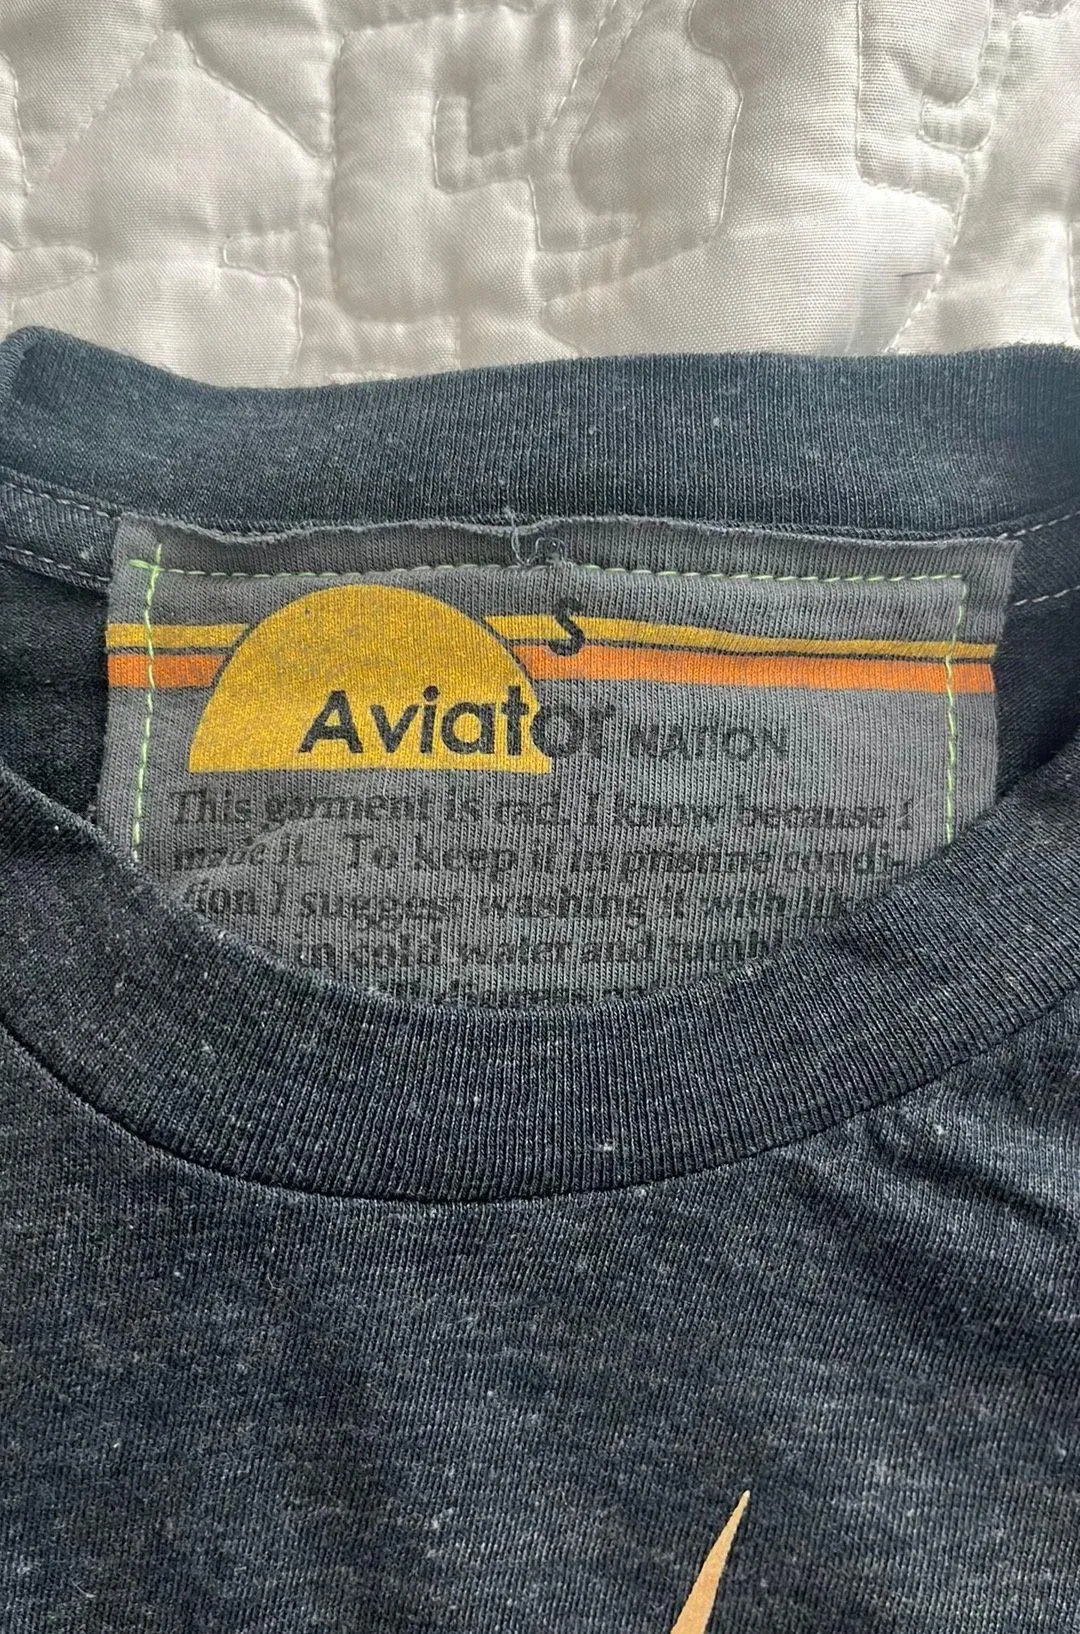 S
Aviator NATION
This garment is rad. I know because I
made it. To keep it in pristine condi-
tion I suggest washing it with like
in cold water and tumbl